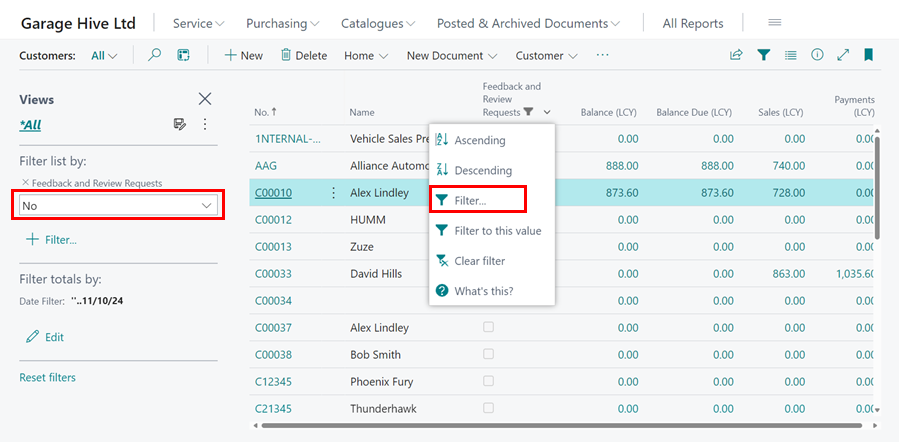 Garage Hive Ltd Service Purchasing Catalogues Posted & Archived Documents All Reports
Customers: All New Delete Home New Document Customer ...
Views
*All
Filter list by:
× Feedback and Review Requests
No
+ Filter...
Filter totals by:
Date Filter: ''..11/10/24
Edit
Reset filters
No. ↑ Name Feedback and Review Requests Balance (LCY) Balance Due (LCY) Sales (LCY) Payments (LCY)
1NTERNAL-... Vehicle Sales Pre 0.00 0.00 0.00 0.00
AAG Alliance Automo 888.00 888.00 740.00 0.00
C00010 Alex Lindley 873.60 873.60 728.00 0.00
C00012 HUMM 0.00 0.00 0.00 0.00
C00013 Zuze 0.00 0.00 0.00 0.00
C00033 David Hills 0.00 0.00 863.00 1,035.60
C00034 0.00 0.00 0.00 0.00
C00037 Alex Lindley 0.00 0.00 0.00 0.00
C00038 Bob Smith 0.00 0.00 0.00 0.00
C12345 Phoenix Fury 0.00 0.00 0.00 0.00
C21345 Thunderhawk 0.00 0.00 0.00 0.00
Ascending
Descending
Filter...
Filter to this value
Clear filter
What's this?